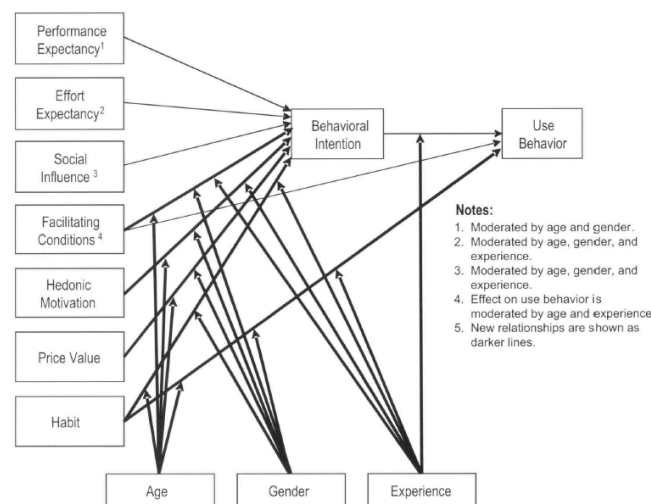 Performance
Expectancy1
Effort
Expectancy2
Social
Influence 3
Facilitating
Conditions 4
Hedonic
Motivation
Price Value
Habit
Behavioral
Intention
Use
Behavior
Notes:
1. Moderated by age and gender.
2. Moderated by age, gender, and
experience.
3. Moderated by age, gender, and
experience.
4. Effect on use behavior is
moderated by age and experience
5. New relationships are shown as
darker lines.
Age
Gender
Experience